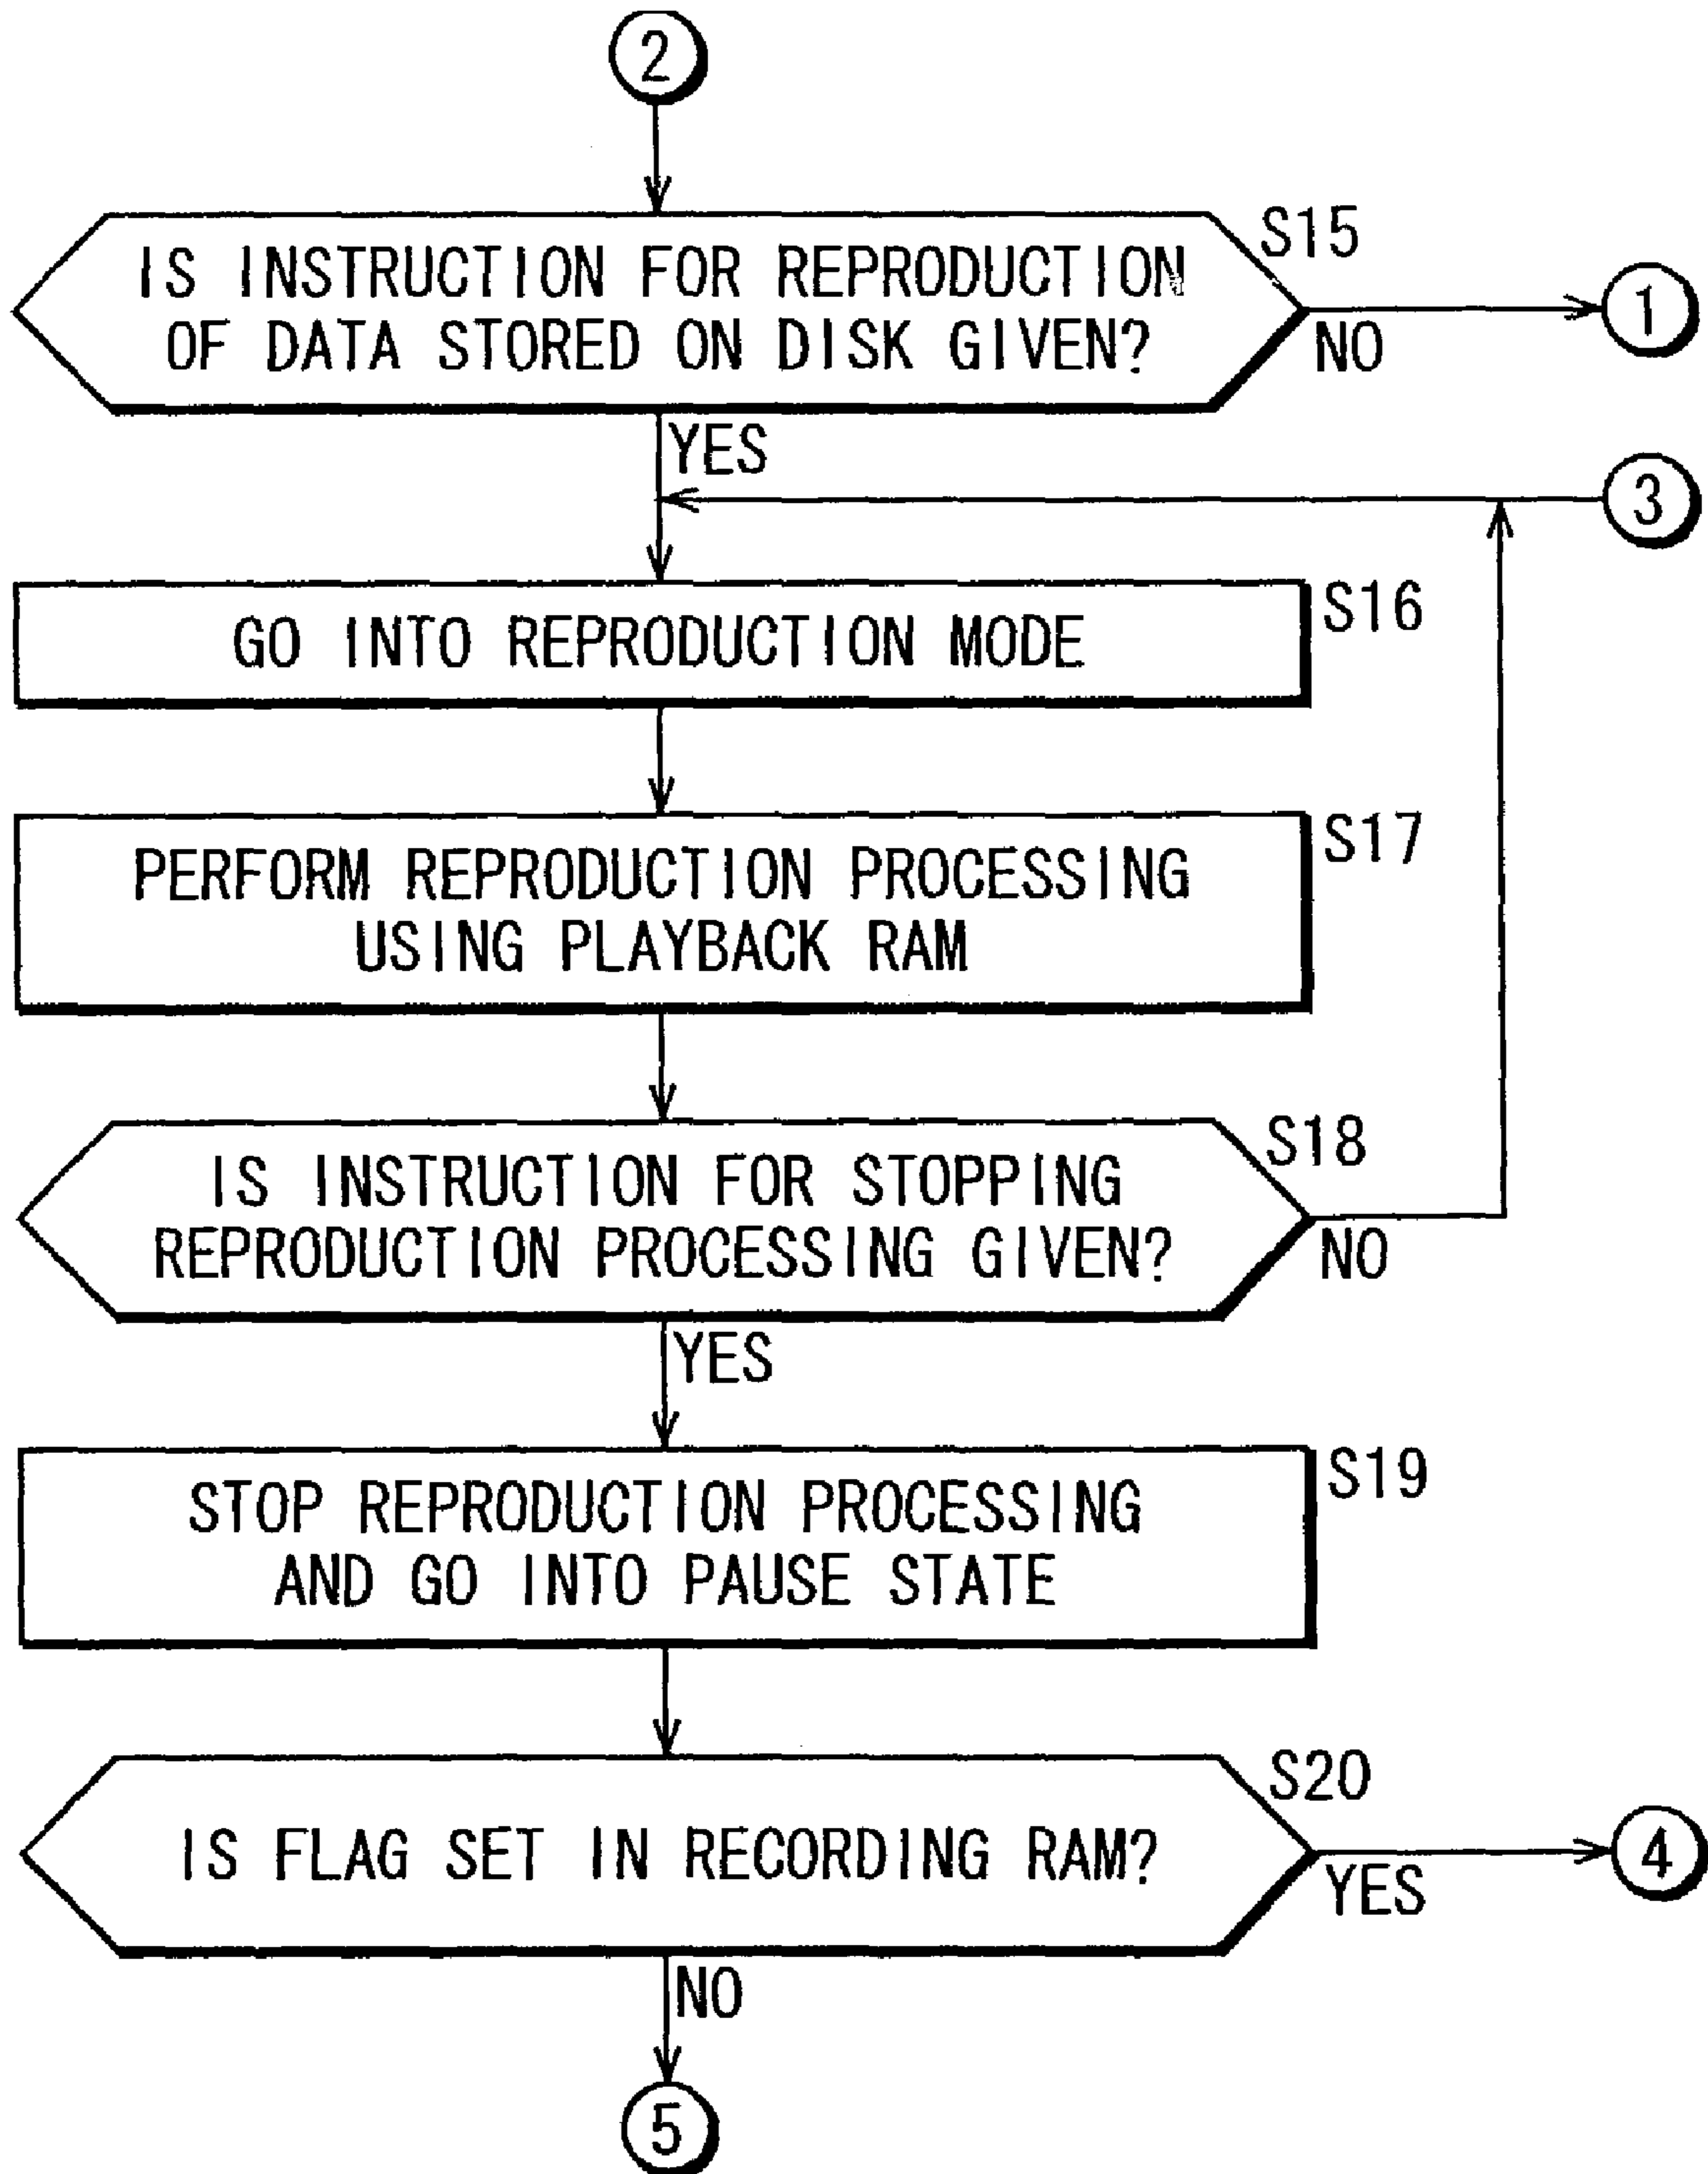 2
IS INSTRUCTION FOR REPRODUCTION
OF DATA STORED ON DISK GIVEN?
S15
NO
1
YES
3
GO INTO REPRODUCTION MODE
S16
PERFORM REPRODUCTION PROCESSING
USING PLAYBACK RAM
S17
IS INSTRUCTION FOR STOPPING
REPRODUCTION PROCESSING GIVEN?
S18
NO
YES
STOP REPRODUCTION PROCESSING
AND GO INTO PAUSE STATE
S19
IS FLAG SET IN RECORDING RAM?
S20
YES
4
NO
5